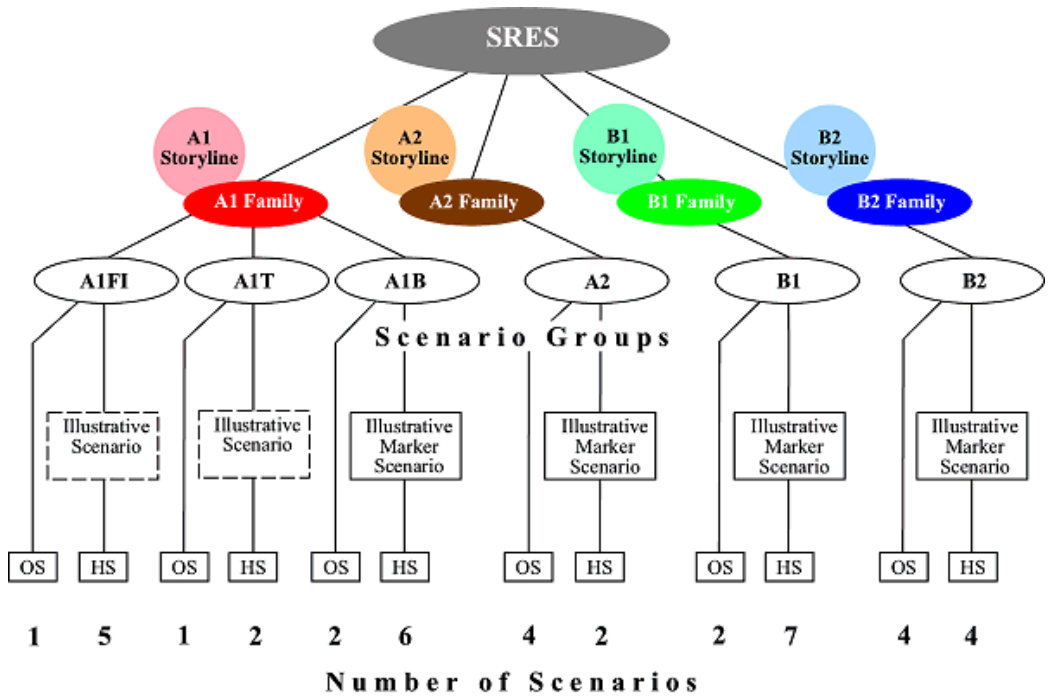 SRES
A1
Storyline
A2
Storyline
B1
Storyline
B2
Storyline
A1 Family
A2 Family
B1 Family
B2 Family
A1FI
A1T
A1B
A2
B1
B2
Scenario Groups
Illustrative
Scenario
Illustrative
Scenario
Illustrative
Marker
Scenario
Illustrative
Marker
Scenario
Illustrative
Marker
Scenario
Illustrative
Marker
Scenario
OS HS OS HS OS HS OS HS OS HS OS HS
1 5 1 2 2 6 4 2 2 7 4 4
Number of Scenarios